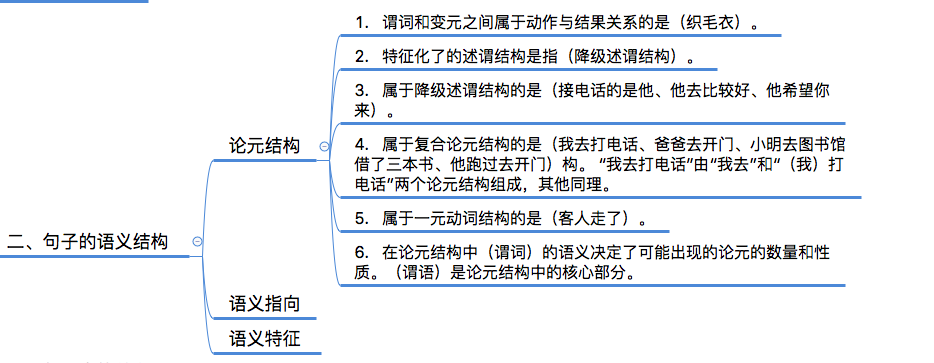 1. 谓词和变元之间属于动作与结果关系的是（织毛衣）。
2. 特征化了的述谓结构是指（降级述谓结构）。
3. 属于降级述谓结构的是（接电话的是他、他去比较好、他希望你
来）。
论元结构
4. 属于复合论元结构的是（我去打电话、爸爸去开门、小明去图书馆
借了三本书、他跑过去开门）构。“我去打电话”由“我去”和“（我）打
电话”两个论元结构组成，其他同理。
5. 属于一元动词结构的是（客人走了）。
二、句子的语义结构
6. 在论元结构中（谓词）的语义决定了可能出现的论元的数量和性
质。（谓语）是论元结构中的核心部分。
语义指向
语义特征